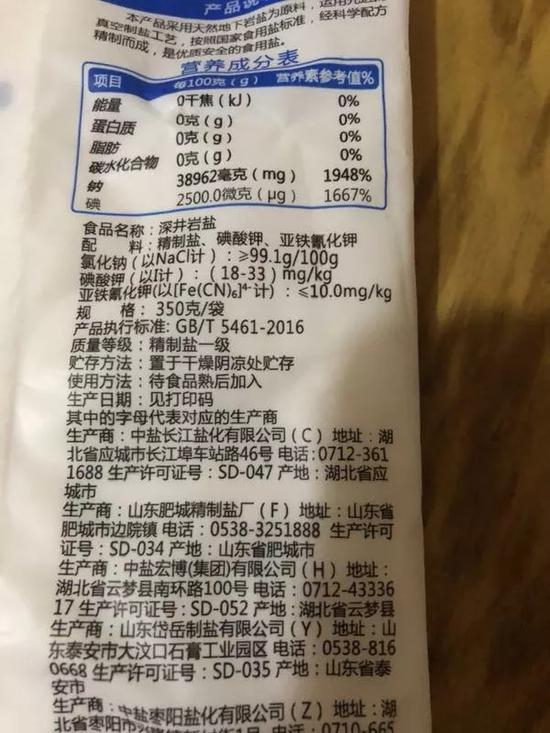 产品说
本产品采用天然地下岩盐为原料，
真空制盐工艺，按照国家食用盐标准，经科学配方
精制而成，是优质安全的食用盐。
营养成分表
项目 每100克（g） 营养素参考值%
能量 0千焦（kJ） 0%
蛋白质 0克（g） 0%
脂肪 0克（g） 0%
碳水化合物 0克（g） 0%
钠 38962毫克（mg） 1948%
碘 2500.0微克（μg） 1667%
食品名称：深井岩盐
配 料：精制盐、碘酸钾、亚铁氰化钾
氯化钠（以NaCl计）：≥99.1g/100g
碘酸钾（以I计）：（18-33）mg/kg
亚铁氰化钾(以[Fe(CN)₆]⁴⁻计)：≤10.0mg/kg
规 格：350克/袋
产品执行标准: GB/T 5461-2016
质量等级：精制盐一级
贮存方法：置于干燥阴凉处贮存
使用方法：待食品熟后加入
生产日期：见打印码
其中的字母代表对应的生产商
生产商：中盐长江盐化有限公司（C）地址：湖
北省应城市长江埠车站路46号 电话:0712-361
1688 生产许可证号：SD-047 产地：湖北省应
城市
生产商：山东肥城精制盐厂（F）地址：山东省
肥城市边院镇 电话：0538-3251888 生产许可
证号：SD-034 产地：山东省肥城市
生产商：中盐宏博(集团)有限公司（H）地址：
湖北省云梦县南环路100号 电话：0712-43336
17 生产许可证号：SD-052 产地：湖北省云梦县
生产商：山东岱岳制盐有限公司（Y）地址：山
东泰安市大汶口石膏工业园区 电话：0538-816
0668 生产许可证号：SD-035 产地：山东省泰
安市
生产商：中盐枣阳盐化有限公司（Z）地址：湖
北省枣阳市 1号 电话：0710-665